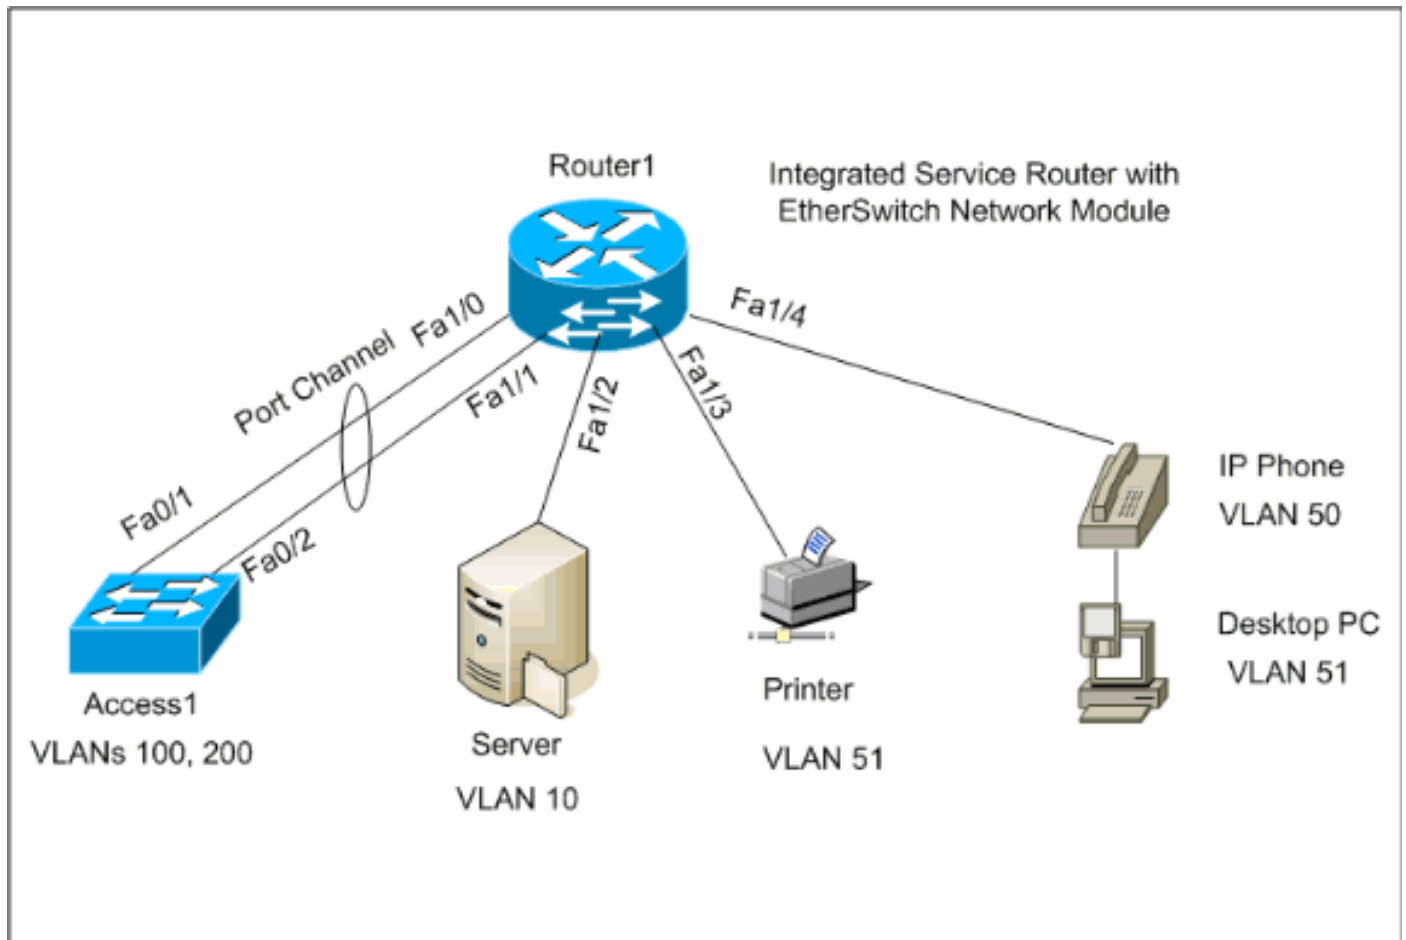 Router1
Integrated Service Router with
EtherSwitch Network Module
Port Channel
Fa1/0
Fa1/1
Fa1/2
Fa1/3
Fa1/4
Fa0/1
Fa0/2
IP Phone
VLAN 50
Desktop PC
VLAN 51
Access1
VLANs 100, 200
Server
VLAN 10
Printer
VLAN 51